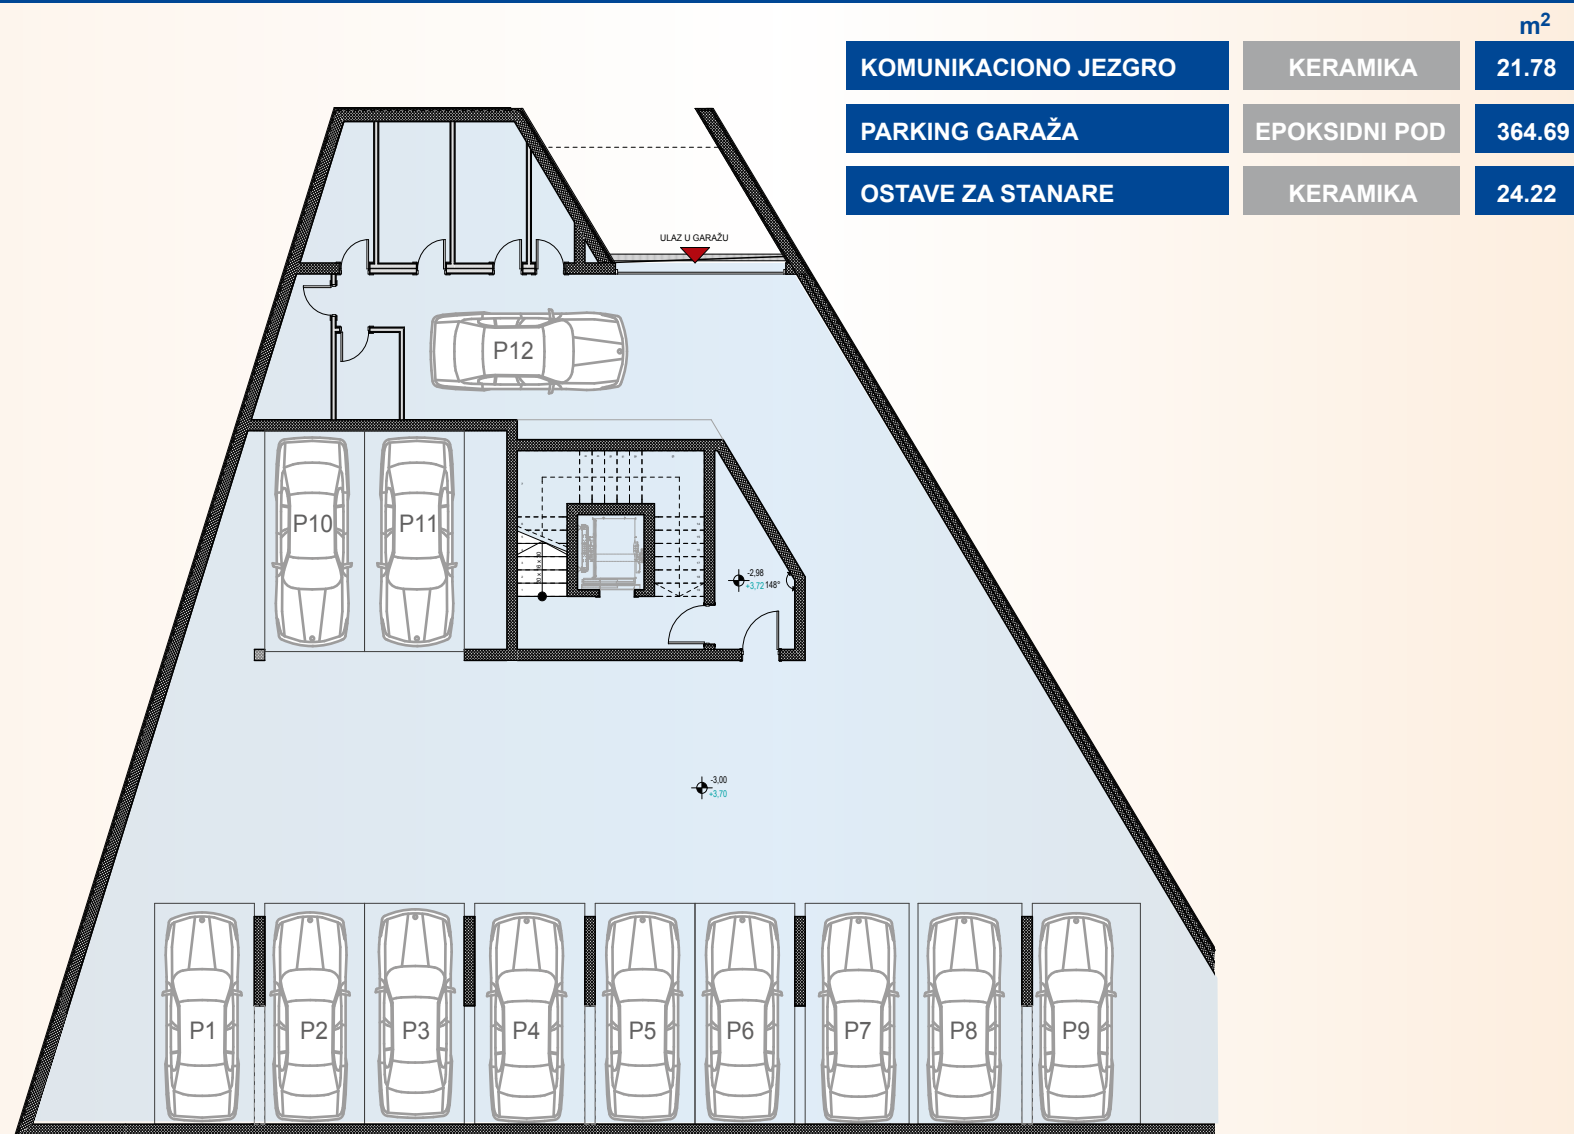 m²
KOMUNIKACIONO JEZGRO KERAMIKA 21.78
PARKING GARAŽA EPOKSIDNI POD 364.69
OSTAVE ZA STANARE KERAMIKA 24.22
ULAZ U GARAŽU
P12
P10 P11
-2,98
+3,72 148°
-3,00
+3,70
P1 P2 P3 P4 P5 P6 P7 P8 P9